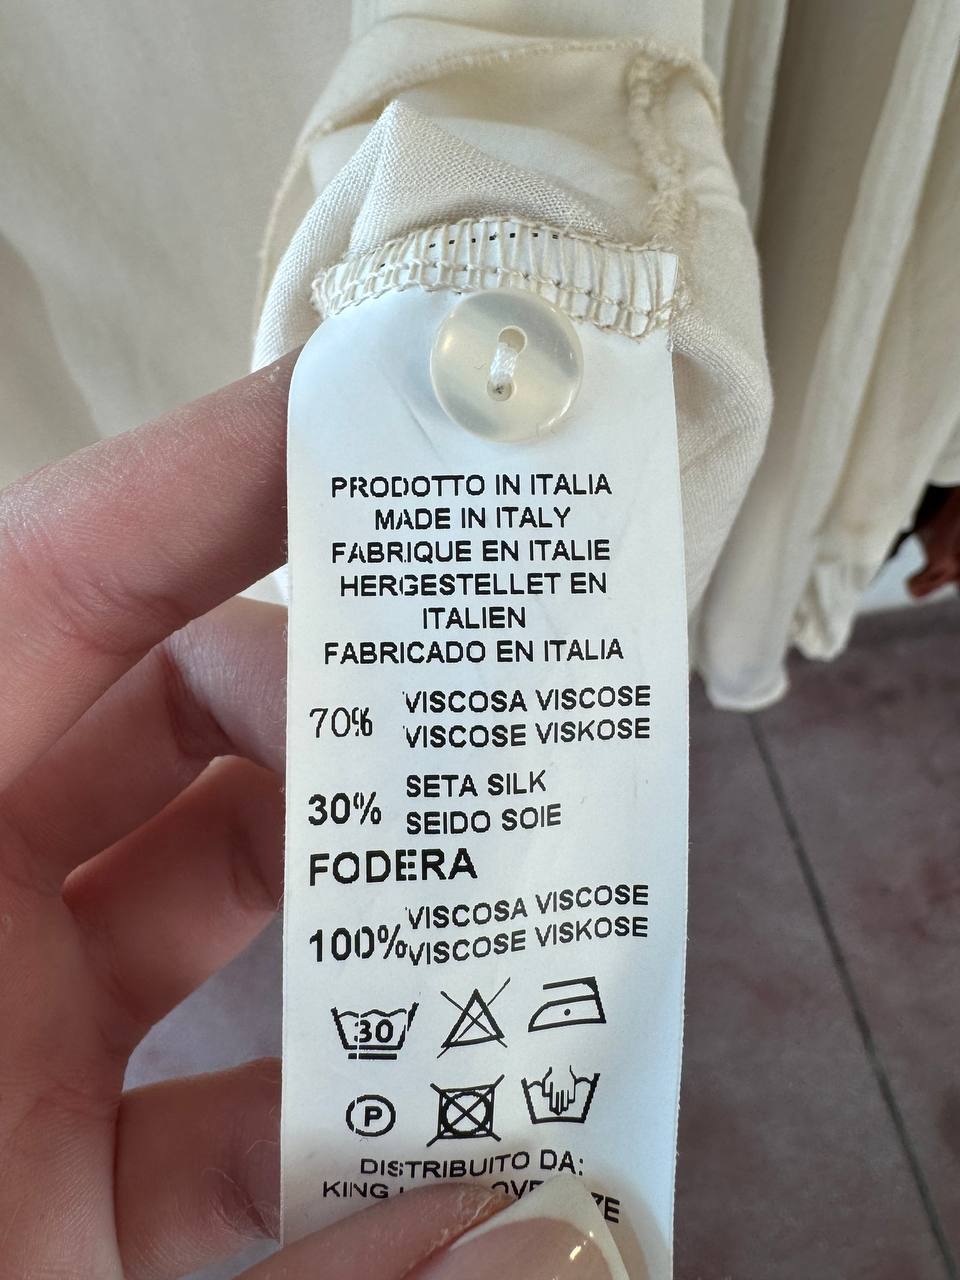 PRODOTTO IN ITALIA
MADE IN ITALY
FABRIQUE EN ITALIE
HERGESTELLET EN
ITALIEN
FABRICADO EN ITALIA
70% VISCOSA VISCOSE
VISCOSE VISKOSE
30% SETA SILK
SEIDO SOIE
FODERA
100% VISCOSA VISCOSE
VISCOSE VISKOSE
30
P
DISTRIBUITO DA:
KING